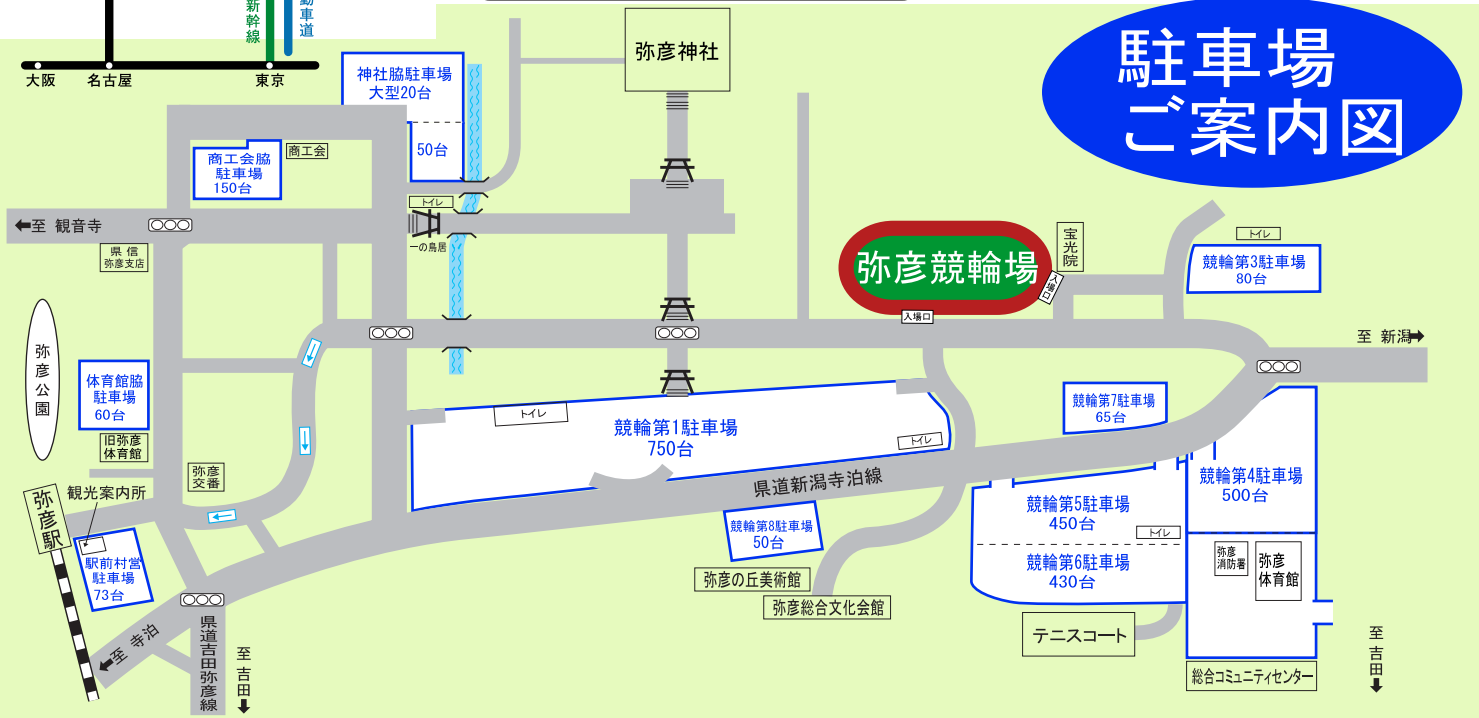 新幹線
動車道
大阪
名古屋
東京
駐車場
ご案内図
弥彦神社
神社脇駐車場
大型20台
50台
商工会脇
駐車場
150台
商工会
トイレ
一の鳥居
至 観音寺
県信
弥彦支店
弥彦競輪場
入場口
入場口
宝光院
トイレ
競輪第3駐車場
80台
至 新潟
弥彦公園
体育館脇
駐車場
60台
旧弥彦
体育館
弥彦
交番
トイレ
競輪第1駐車場
750台
トイレ
競輪第7駐車場
65台
県道新潟寺泊線
競輪第4駐車場
500台
競輪第5駐車場
450台
トイレ
競輪第6駐車場
430台
弥彦駅
観光案内所
駅前村営
駐車場
73台
競輪第8駐車場
50台
弥彦の丘美術館
弥彦総合文化会館
弥彦
消防署
弥彦
体育館
テニスコート
総合コミュニティセンター
至 寺泊
県道吉田弥彦線
至吉田
至吉田